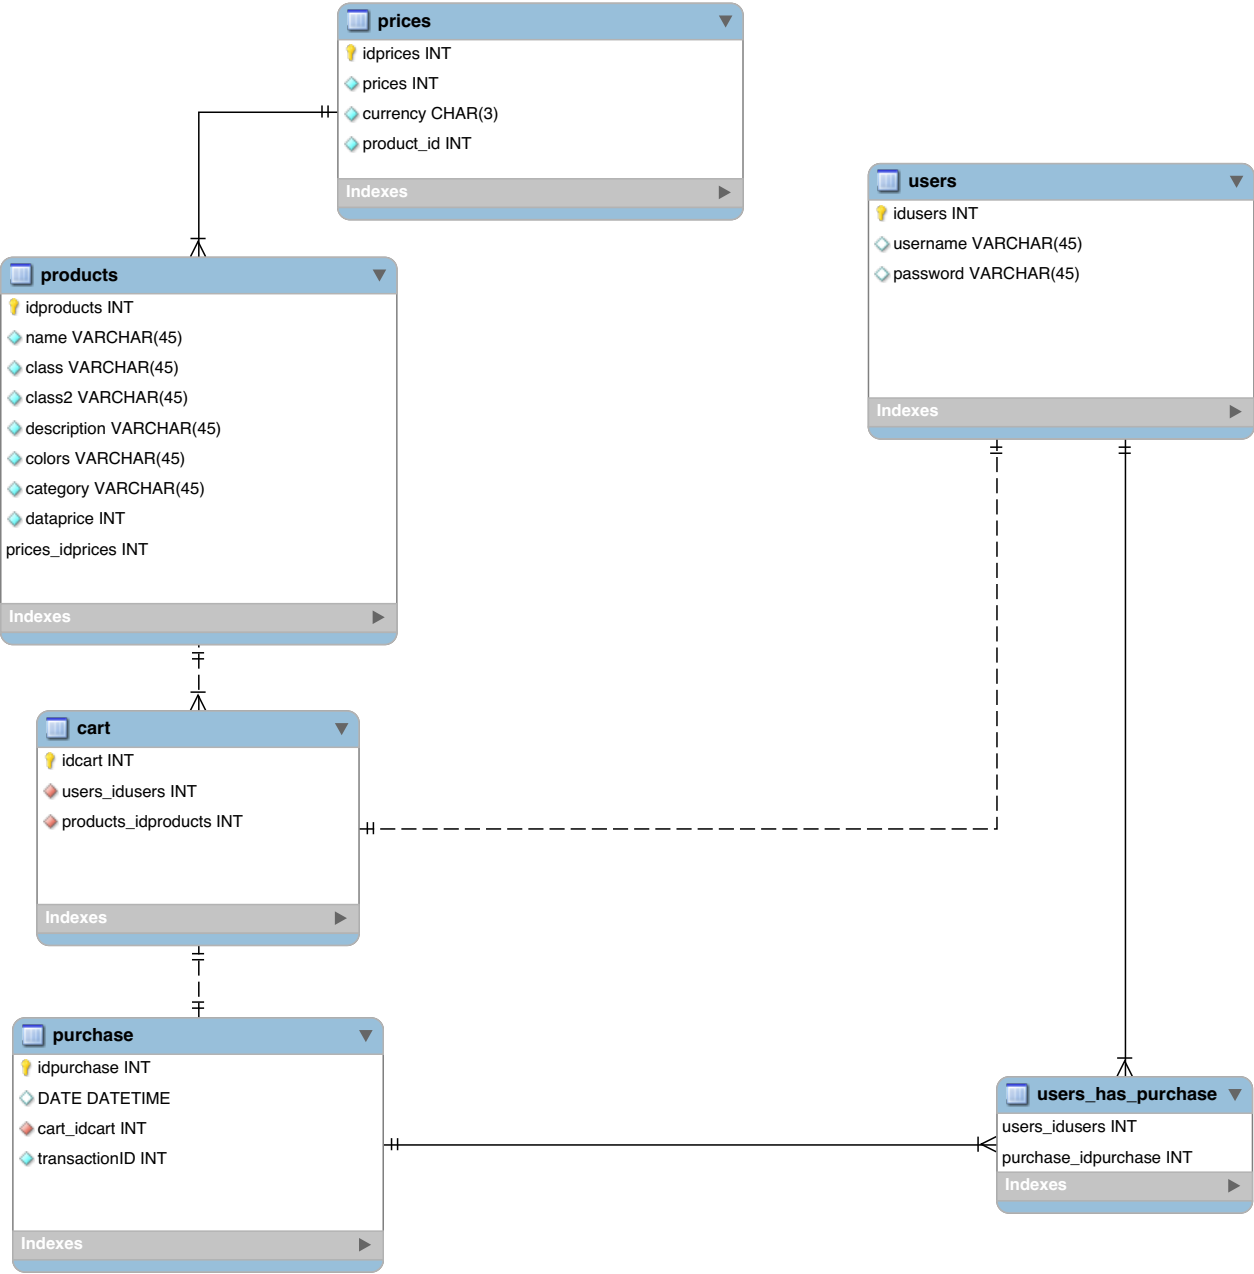 prices
idprices INT
prices INT
currency CHAR(3)
product_id INT
Indexes
users
idusers INT
username VARCHAR(45)
password VARCHAR(45)
Indexes
products
idproducts INT
name VARCHAR(45)
class VARCHAR(45)
class2 VARCHAR(45)
description VARCHAR(45)
colors VARCHAR(45)
category VARCHAR(45)
dataprice INT
prices_idprices INT
Indexes
cart
idcart INT
users_idusers INT
products_idproducts INT
Indexes
purchase
idpurchase INT
DATE DATETIME
cart_idcart INT
transactionID INT
Indexes
users_has_purchase
users_idusers INT
purchase_idpurchase INT
Indexes